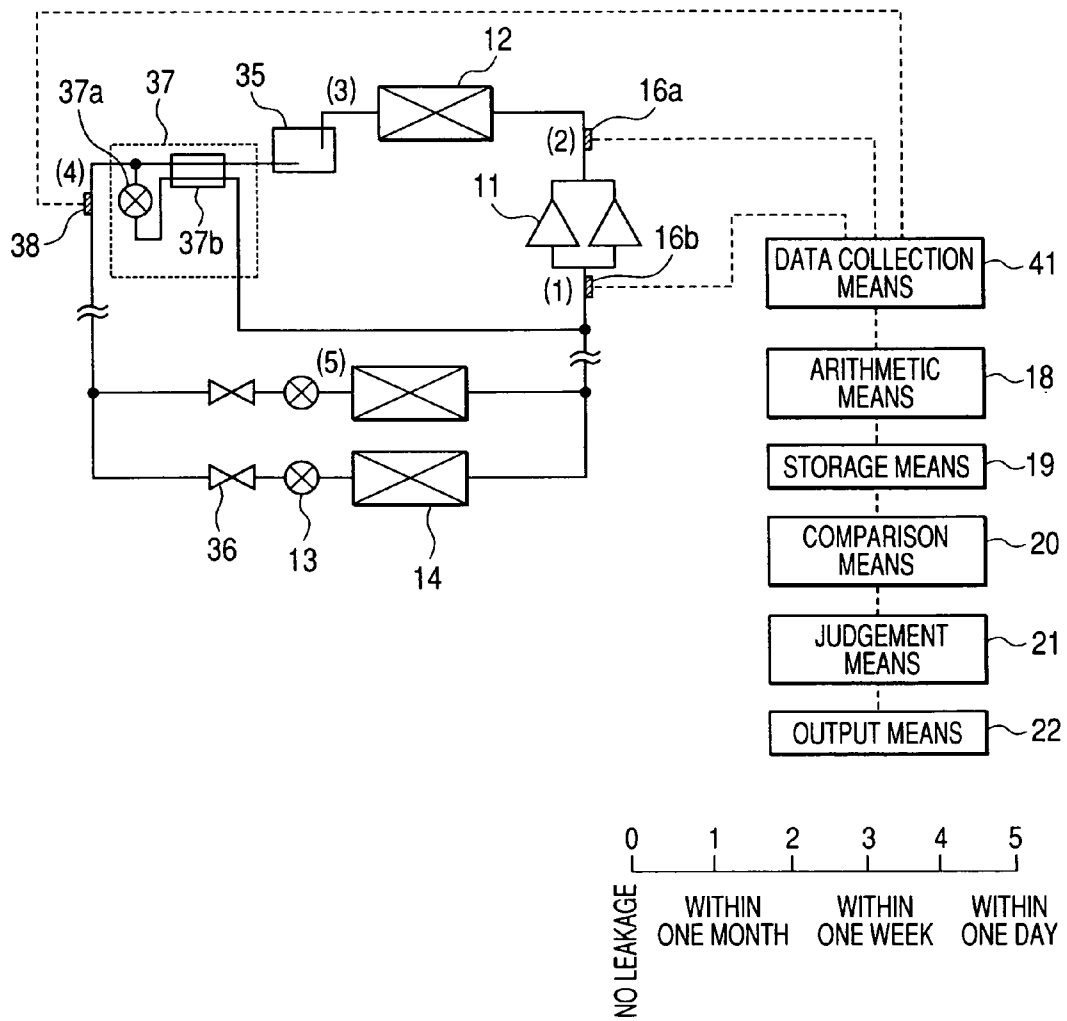 12
35
(3)
16a
37
37a
(2)
(4)
11
16b
37b
38
(1)
DATA COLLECTION
MEANS
41
(5)
ARITHMETIC
MEANS
18
STORAGE MEANS
19
36
13
14
COMPARISON
MEANS
20
JUDGEMENT
MEANS
21
OUTPUT MEANS
22
0 1 2 3 4 5
NO LEAKAGE
WITHIN
ONE MONTH
WITHIN
ONE WEEK
WITHIN
ONE DAY